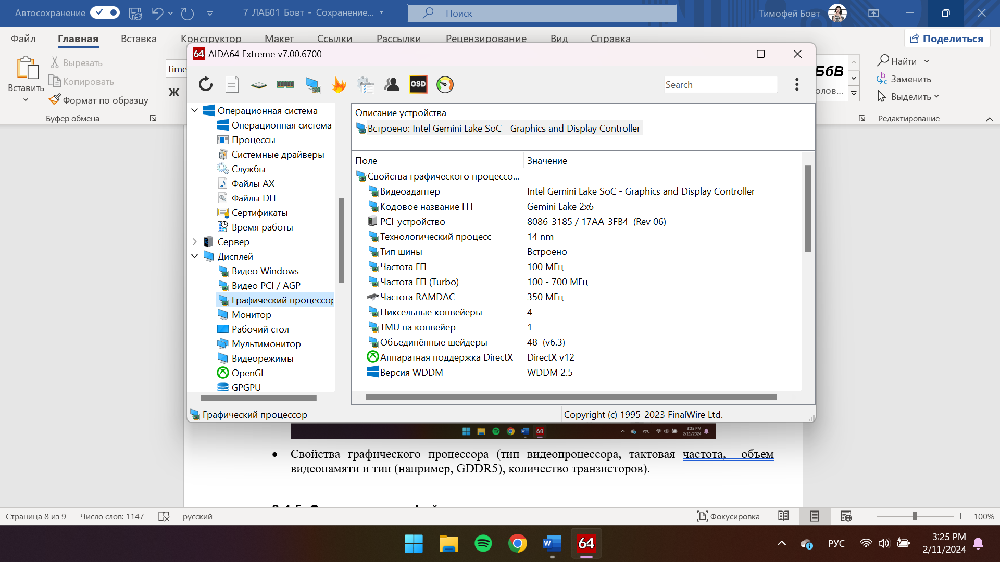 Автосохранение
7_ЛАБ01_Бовт - Сохранение...
Поиск
Тимофей Бовт
Файл
Главная
Вставка
Конструктор
Макет
Ссылки
Рассылки
Рецензирование
Вид
Справка
Поделиться
Вставить
Вырезать
Копировать
Формат по образцу
Буфер обмена
Time
Ж
БбВ
олов...
Найти
Заменить
Выделить
Редактирование
64 AIDA64 Extreme v7.00.6700
OSD
Search
Операционная система
Операционная система
Процессы
Системные драйверы
Службы
Файлы AX
Файлы DLL
Сертификаты
Время работы
Сервер
Дисплей
Видео Windows
Видео PCI / AGP
Графический процессор
Монитор
Рабочий стол
Мультимонитор
Видеорежимы
OpenGL
GPGPU
Описание устройства
Встроено: Intel Gemini Lake SoC - Graphics and Display Controller
Поле Значение
Свойства графического процессо...
Видеоадаптер Intel Gemini Lake SoC - Graphics and Display Controller
Кодовое название ГП Gemini Lake 2x6
PCI-устройство 8086-3185 / 17AA-3FB4 (Rev 06)
Технологический процесс 14 nm
Тип шины Встроено
Частота ГП 100 МГц
Частота ГП (Turbo) 100 - 700 МГц
Частота RAMDAC 350 МГц
Пиксельные конвейеры 4
TMU на конвейер 1
Объединённые шейдеры 48 (v6.3)
Аппаратная поддержка DirectX DirectX v12
Версия WDDM WDDM 2.5
Графический процессор
Copyright (c) 1995-2023 FinalWire Ltd.
64
РУС
3:25 PM
2/11/2024
• Свойства графического процессора (тип видеопроцессора, тактовая частота, объем
видеопамяти и тип (например, GDDR5), количество транзисторов).
Страница 8 из 9
Число слов: 1147
русский
Фокусировка
100%
W
64
РУС
3:25 PM
2/11/2024